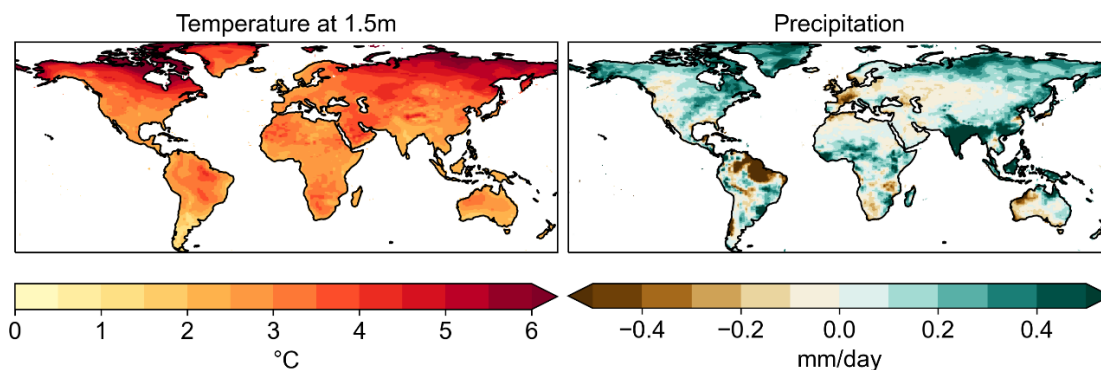 Temperature at 1.5m
Precipitation
0 1 2 3 4 5 6
°C
−0.4 −0.2 0.0 0.2 0.4
mm/day